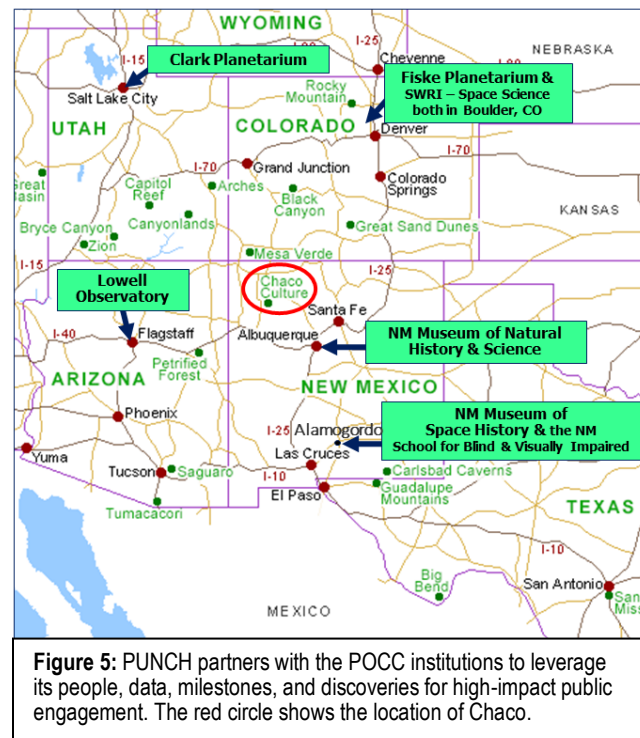 WYOMING
I-15
I-25
I-80
Cheyenne
NEBRASKA
Clark Planetarium
Salt Lake City
Rocky
Mountain
Fiske Planetarium &
SWRI – Space Science
both in Boulder, CO
UTAH
COLORADO
Denver
I-70
I-70
Grand Junction
Colorado
Springs
Great
Basin
Capitol
Reef
Arches
Black
Canyon
KANSAS
Bryce Canyon
Canyonlands
Great Sand Dunes
Zion
Mesa Verde
I-15
I-25
Lowell
Observatory
Chaco
Culture
Santa Fe
I-40
Flagstaff
Albuquerque
NM Museum of Natural
History & Science
Petrified
Forest
ARIZONA
NEW MEXICO
Phoenix
I-25
Alamogordo
NM Museum of
Space History & the NM
School for Blind & Visually Impaired
Yuma
Las Cruces
Tucson
Saguaro
I-10
Carlsbad Caverns
El Paso
Guadalupe
Mountains
Tumacacori
TEXAS
I-10
Big
Bend
San Antonio
San
Miss
MEXICO
Figure 5: PUNCH partners with the POCC institutions to leverage
its people, data, milestones, and discoveries for high-impact public
engagement. The red circle shows the location of Chaco.